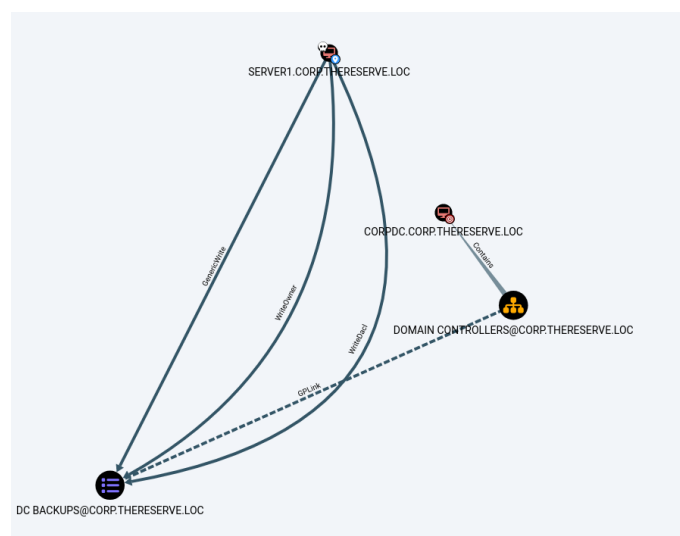 SERVER1.CORP.THERESERVE.LOC
CORPDC.CORP.THERESERVE.LOC
Contains
GenericWrite
WriteOwner
DOMAIN CONTROLLERS@CORP.THERESERVE.LOC
WriteDacl
GPLink
DC BACKUPS@CORP.THERESERVE.LOC